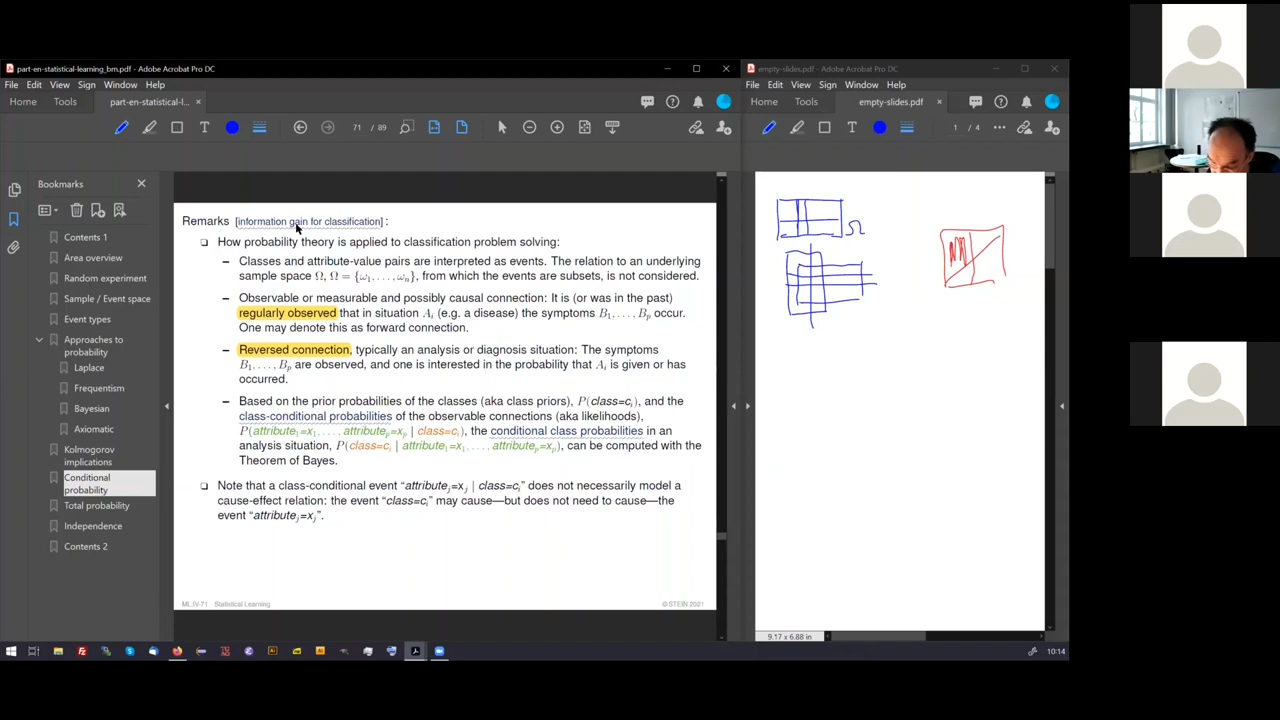 part-en-statistical-learning_bm.pdf - Adobe Acrobat Pro DC
File Edit View Sign Window Help
Home Tools part-en-statistical-l... ×
71 / 89
Bookmarks
Contents 1
Area overview
Random experiment
Sample / Event space
Event types
Approaches to
probability
Laplace
Frequentism
Bayesian
Axiomatic
Kolmogorov
implications
Conditional
probability
Total probability
Independence
Contents 2
Remarks [information gain for classification] :
❑ How probability theory is applied to classification problem solving:
– Classes and attribute-value pairs are interpreted as events. The relation to an underlying
sample space Ω, Ω = {ω₁, . . . , ωₙ}, from which the events are subsets, is not considered.
– Observable or measurable and possibly causal connection: It is (or was in the past)
regularly observed that in situation Aᵢ (e.g. a disease) the symptoms B₁, . . . , Bₚ occur.
One may denote this as forward connection.
– Reversed connection, typically an analysis or diagnosis situation: The symptoms
B₁, . . . , Bₚ are observed, and one is interested in the probability that Aᵢ is given or has
occurred.
– Based on the prior probabilities of the classes (aka class priors), P(class=cᵢ), and the
class-conditional probabilities of the observable connections (aka likelihoods),
P(attribute₁=x₁, . . . , attributeₚ=xₚ | class=cᵢ), the conditional class probabilities in an
analysis situation, P(class=cᵢ | attribute₁=x₁, . . . , attributeₚ=xₚ), can be computed with the
Theorem of Bayes.
❑ Note that a class-conditional event “attributeⱼ=xⱼ | class=cᵢ” does not necessarily model a
cause-effect relation: the event “class=cᵢ” may cause—but does not need to cause—the
event “attributeⱼ=xⱼ”.
ML:IV-71 Statistical Learning © STEIN 2021
empty-slides.pdf - Adobe Acrobat Pro DC
File Edit View Sign Window Help
Home Tools empty-slides.pdf ×
1 / 4
Ω
9.17 x 6.88 in
10:14